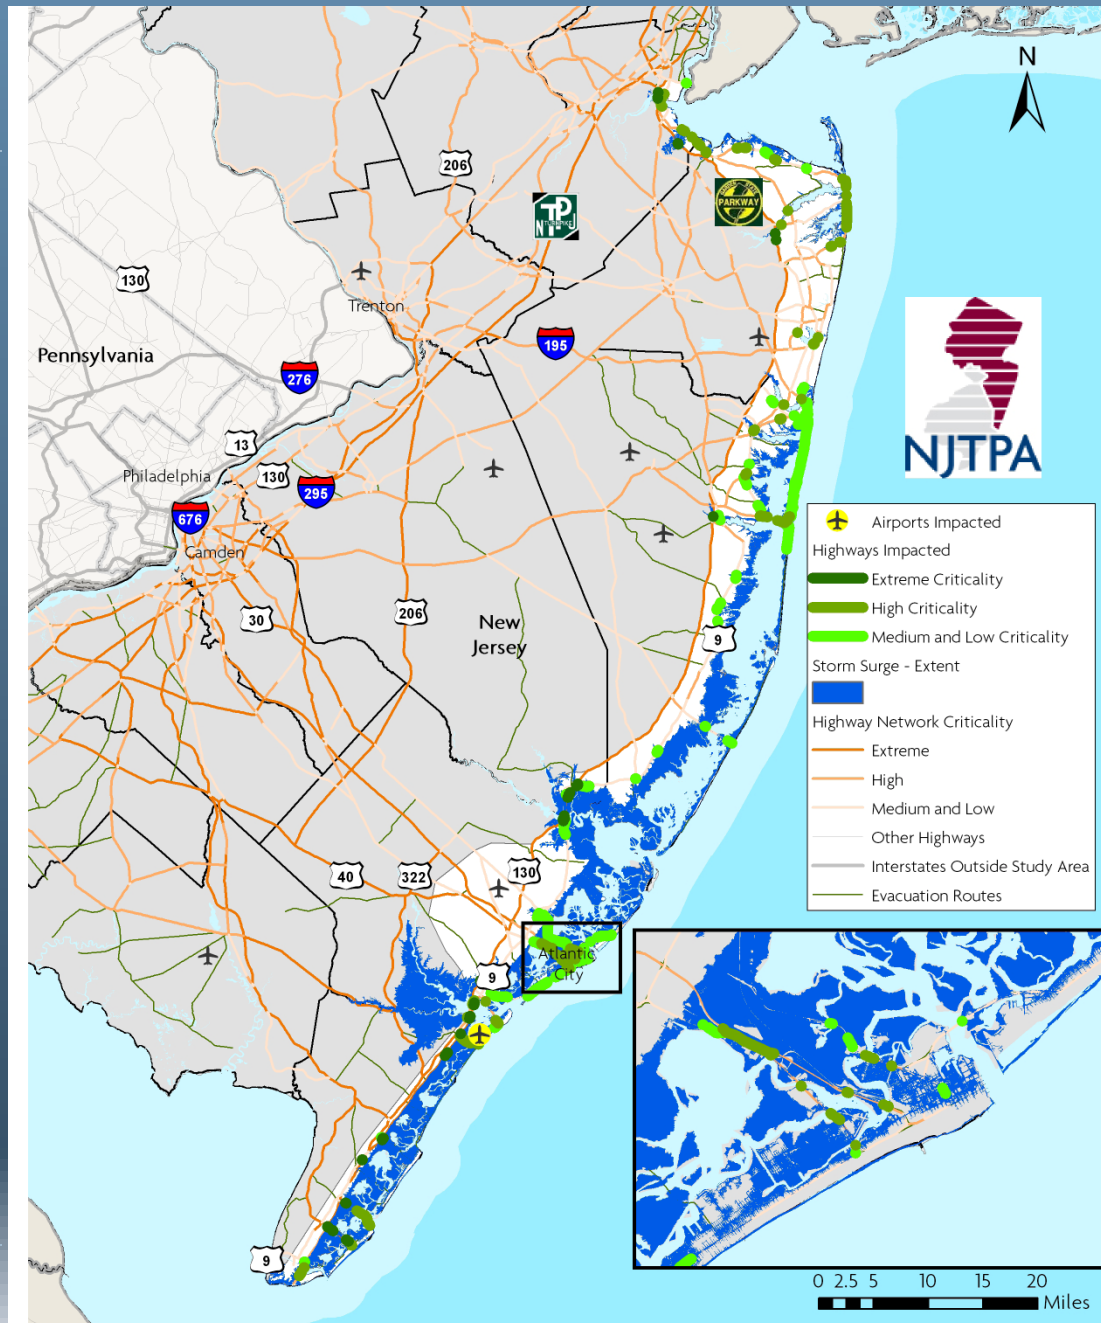 N
206
NTPJ
TURNPIKE
PARKWAY
130
Trenton
Pennsylvania
195
276
NJTPA
13
Philadelphia
130
295
676
Camden
Airports Impacted
Highways Impacted
Extreme Criticality
High Criticality
Medium and Low Criticality
Storm Surge - Extent
Highway Network Criticality
Extreme
High
Medium and Low
Other Highways
Interstates Outside Study Area
Evacuation Routes
206
30
New
Jersey
9
40
322
130
Atlantic
City
9
9
0 2.5 5 10 15 20
Miles